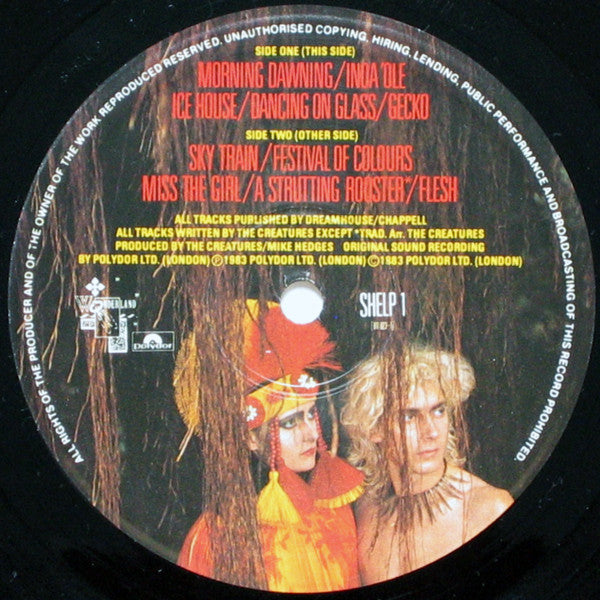 ALL RIGHTS OF THE PRODUCER AND OF THE OWNER OF THE WORK REPRODUCED RESERVED. UNAUTHORISED COPYING, HIRING, LENDING, PUBLIC PERFORMANCE AND BROADCASTING OF THIS RECORD PROHIBITED.
SIDE ONE (THIS SIDE)
MORNING DAWNING/INOA 'OLE
ICE HOUSE/DANCING ON GLASS/GECKO
SIDE TWO (OTHER SIDE)
SKY TRAIN/FESTIVAL OF COLOURS
MISS THE GIRL/A STRUTTING ROOSTER*/FLESH
ALL TRACKS PUBLISHED BY DREAMHOUSE/CHAPPELL
ALL TRACKS WRITTEN BY THE CREATURES EXCEPT *TRAD. Arr. THE CREATURES
PRODUCED BY THE CREATURES/MIKE HEDGES ORIGINAL SOUND RECORDING
BY POLYDOR LTD. (LONDON) Ⓟ1983 POLYDOR LTD. (LONDON) ©1983 POLYDOR LTD. (LONDON)
SHELP 1
Polydor